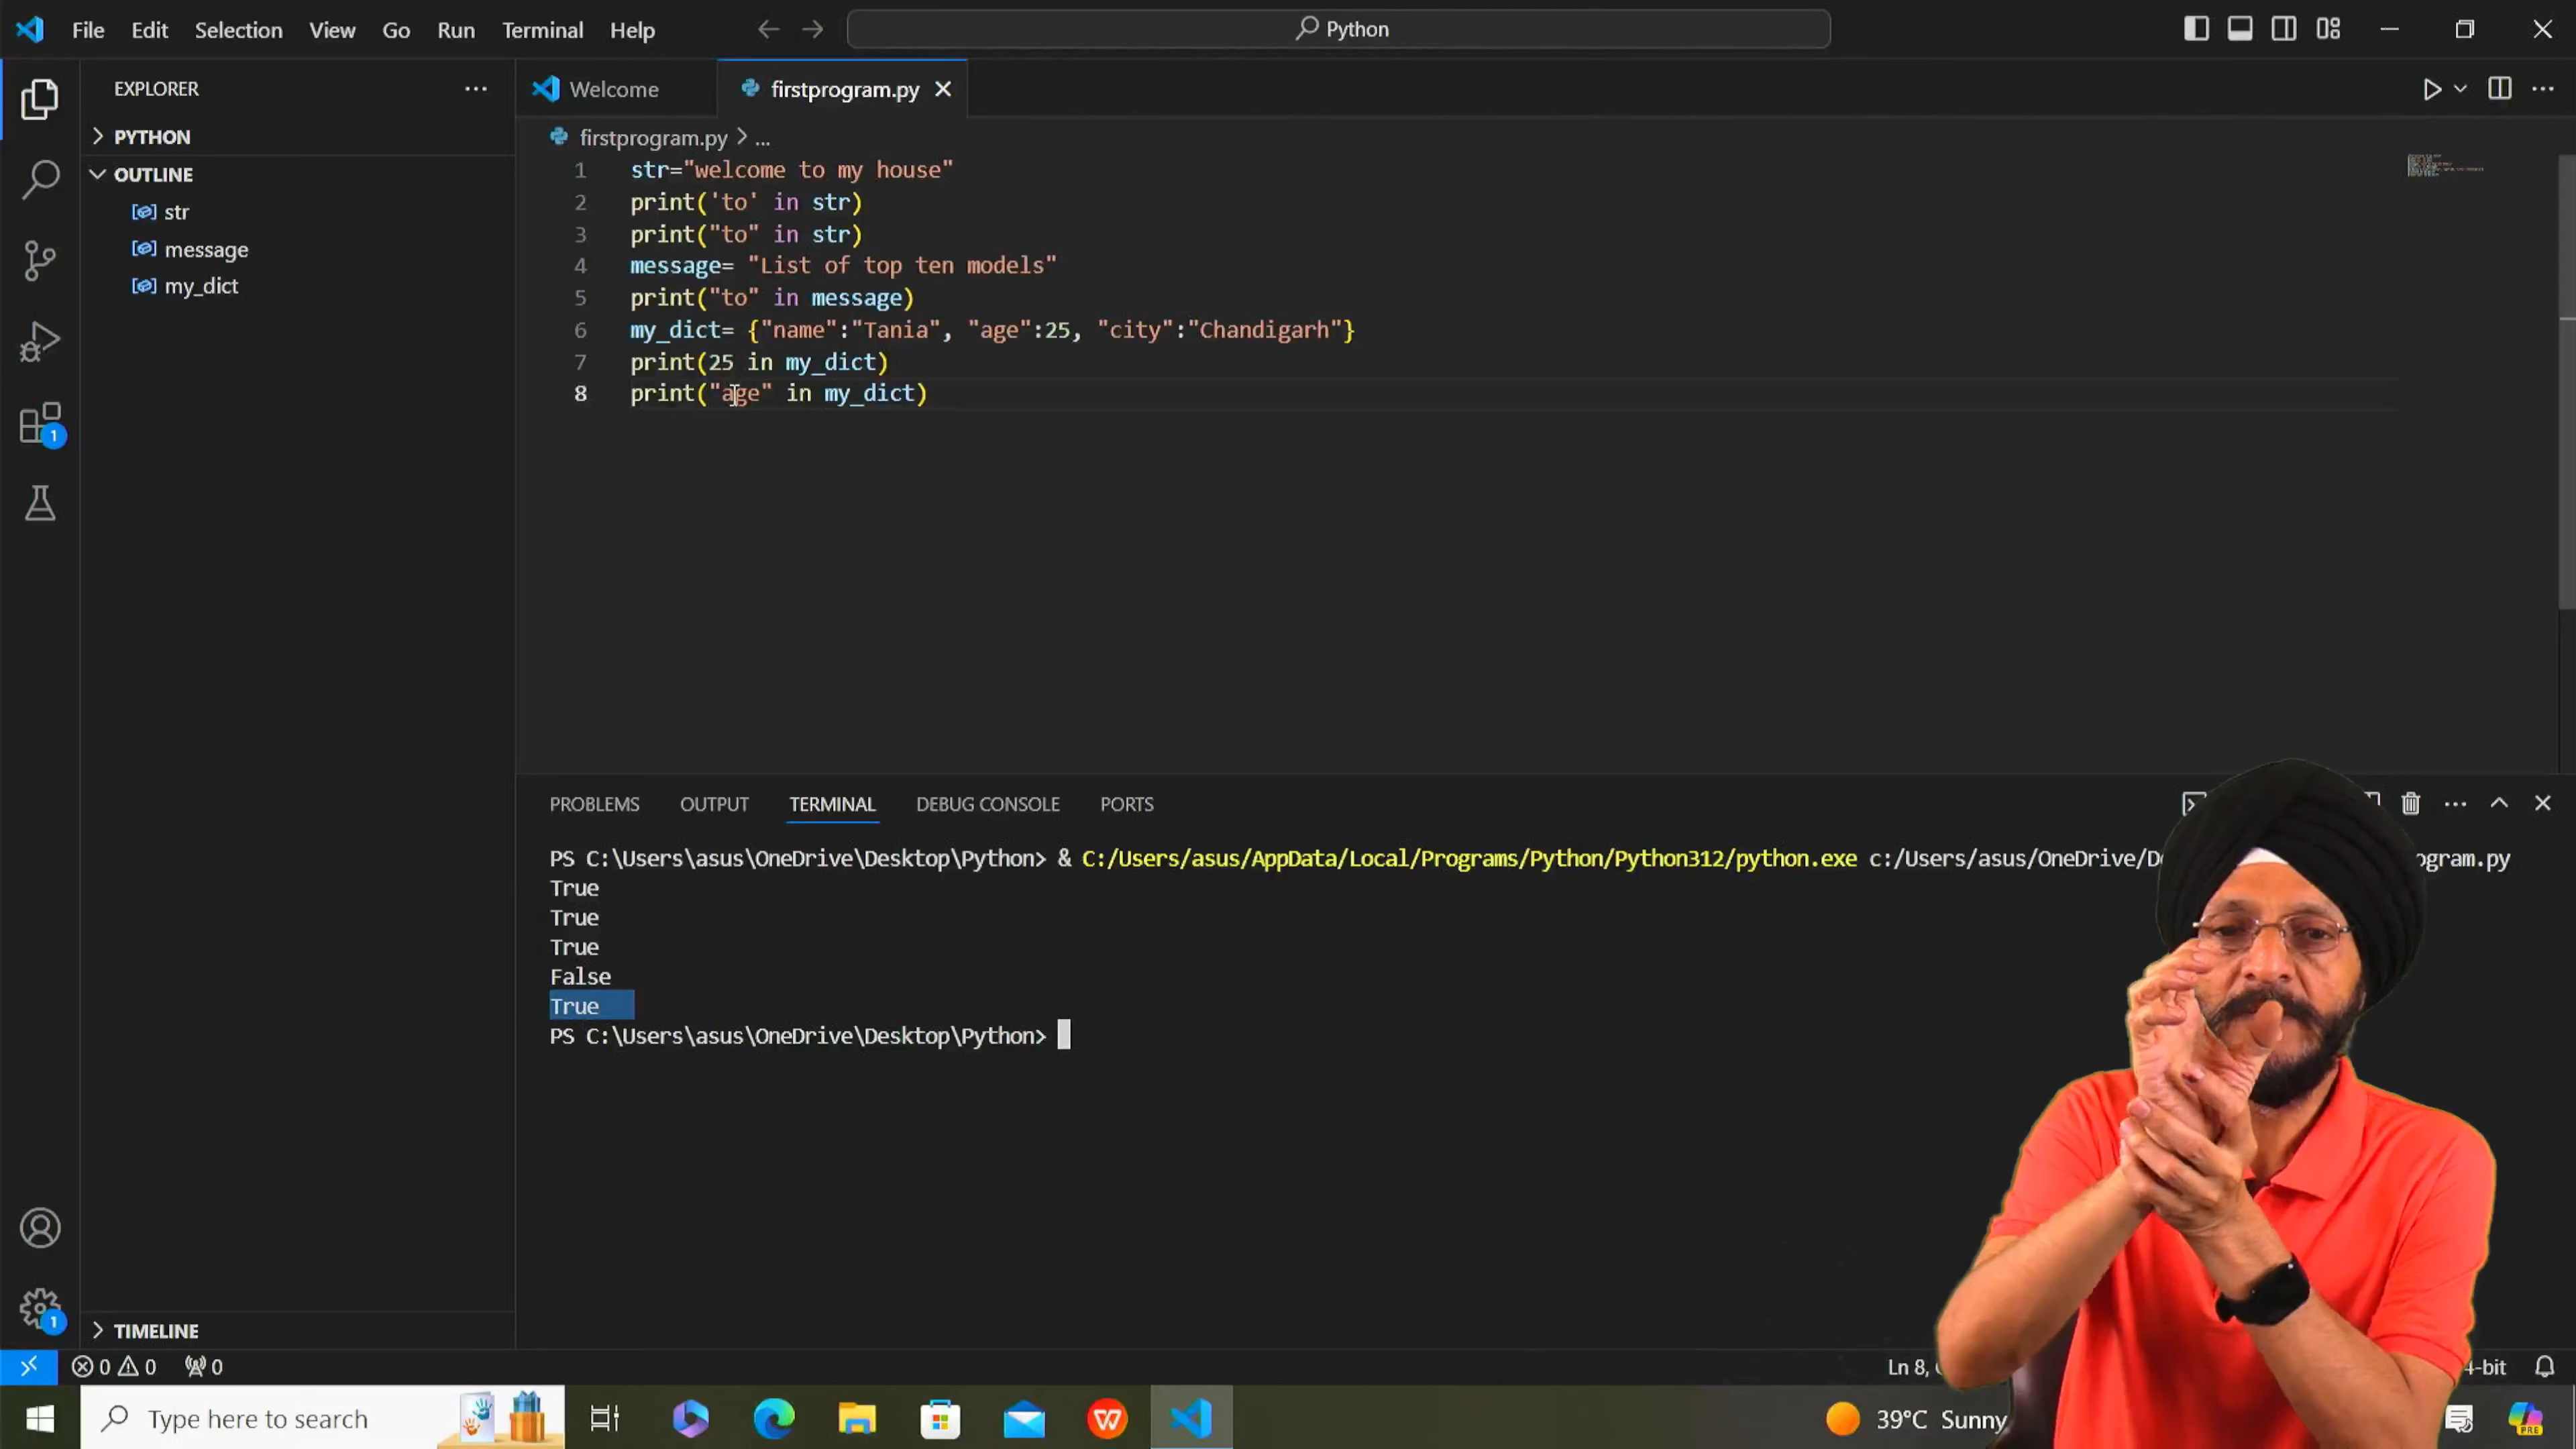 File Edit Selection View Go Run Terminal Help
Python
EXPLORER
PYTHON
OUTLINE
str
message
my_dict
TIMELINE
Welcome
firstprogram.py
firstprogram.py > ...
1 str="welcome to my house"
2 print('to' in str)
3 print("to" in str)
4 message= "List of top ten models"
5 print("to" in message)
6 my_dict= {"name":"Tania", "age":25, "city":"Chandigarh"}
7 print(25 in my_dict)
8 print("age" in my_dict)
PROBLEMS OUTPUT TERMINAL DEBUG CONSOLE PORTS
PS C:\Users\asus\OneDrive\Desktop\Python> & C:/Users/asus/AppData/Local/Programs/Python/Python312/python.exe c:/Users/asus/OneDrive/De ogram.py
True
True
True
False
True
PS C:\Users\asus\OneDrive\Desktop\Python>
1
1
0 0 0
Ln 8, 4-bit
Type here to search
39°C Sunny
PRE